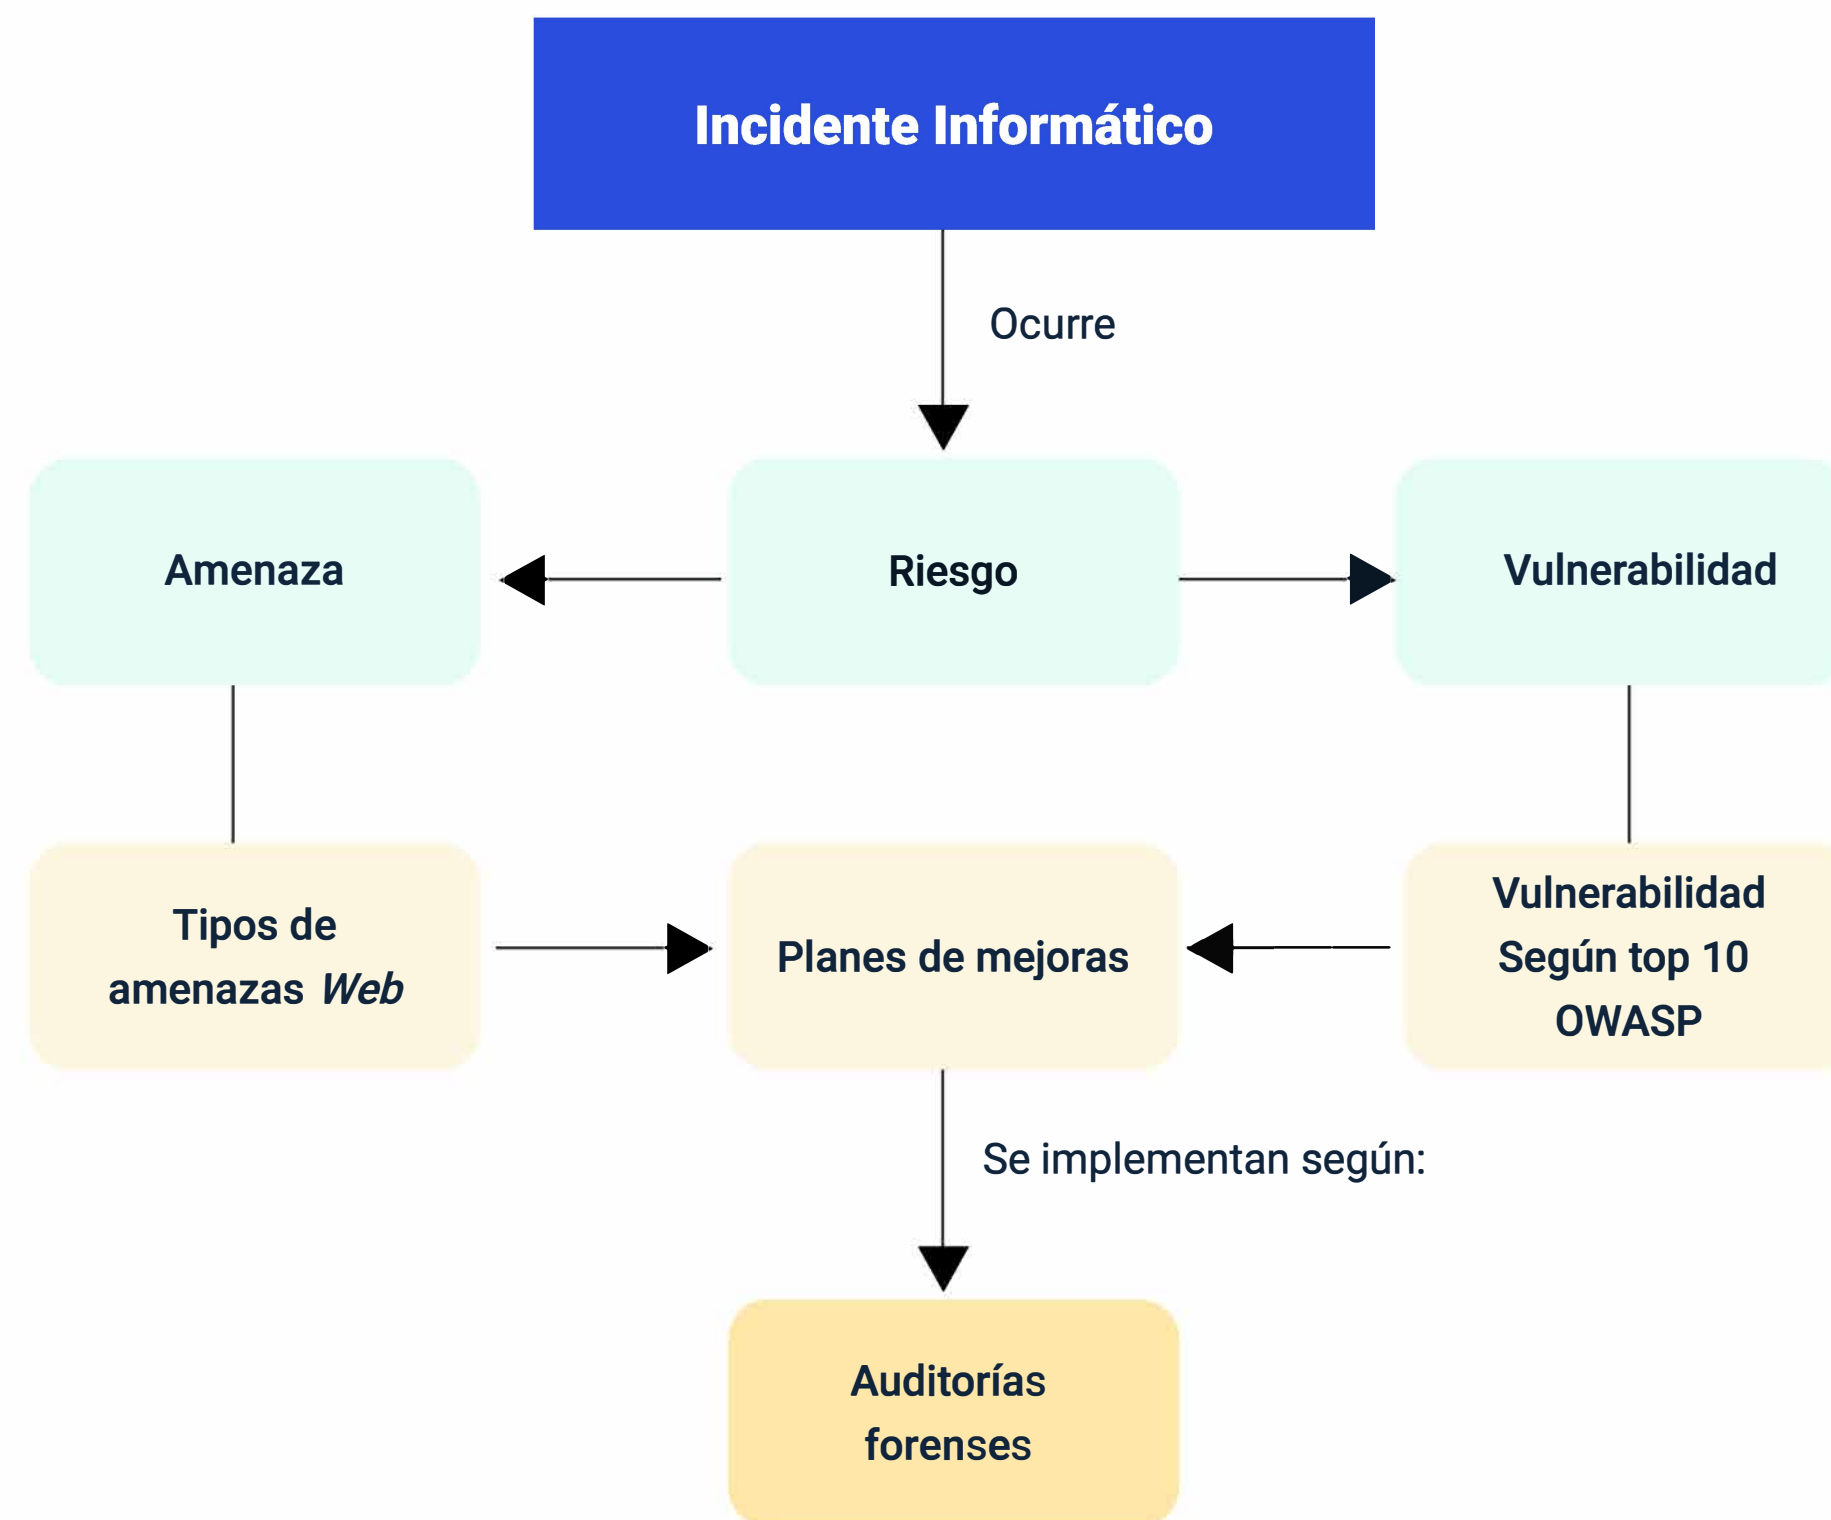 Incidente Informático
Ocurre
Amenaza
Riesgo
Vulnerabilidad
Tipos de
amenazas Web
Planes de mejoras
Vulnerabilidad
Según top 10
OWASP
Se implementan según:
Auditorías
forenses